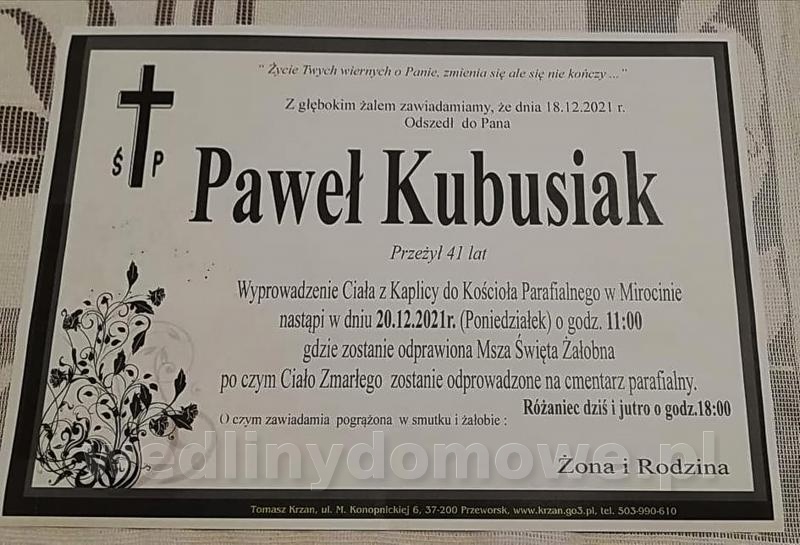 " Życie Twych wiernych o Panie, zmienia się ale się nie kończy ..."
Z głębokim żalem zawiadamiamy, że dnia 18.12.2021 r.
Odszedł do Pana
Ś P
Paweł Kubusiak
Przeżył 41 lat
Wyprowadzenie Ciała z Kaplicy do Kościoła Parafialnego w Mirocinie
nastąpi w dniu 20.12.2021r. (Poniedziałek) o godz. 11:00
gdzie zostanie odprawiona Msza Święta Żałobna
po czym Ciało Zmarłego zostanie odprowadzone na cmentarz parafialny.
Różaniec dziś i jutro o godz.18:00
O czym zawiadamia pogrążona w smutku i żałobie :
wedlinydomowe.pl
Żona i Rodzina
Tomasz Krzan, ul. M. Konopnickiej 6, 37-200 Przeworsk, www.krzan.go3.pl, tel. 503-990-610